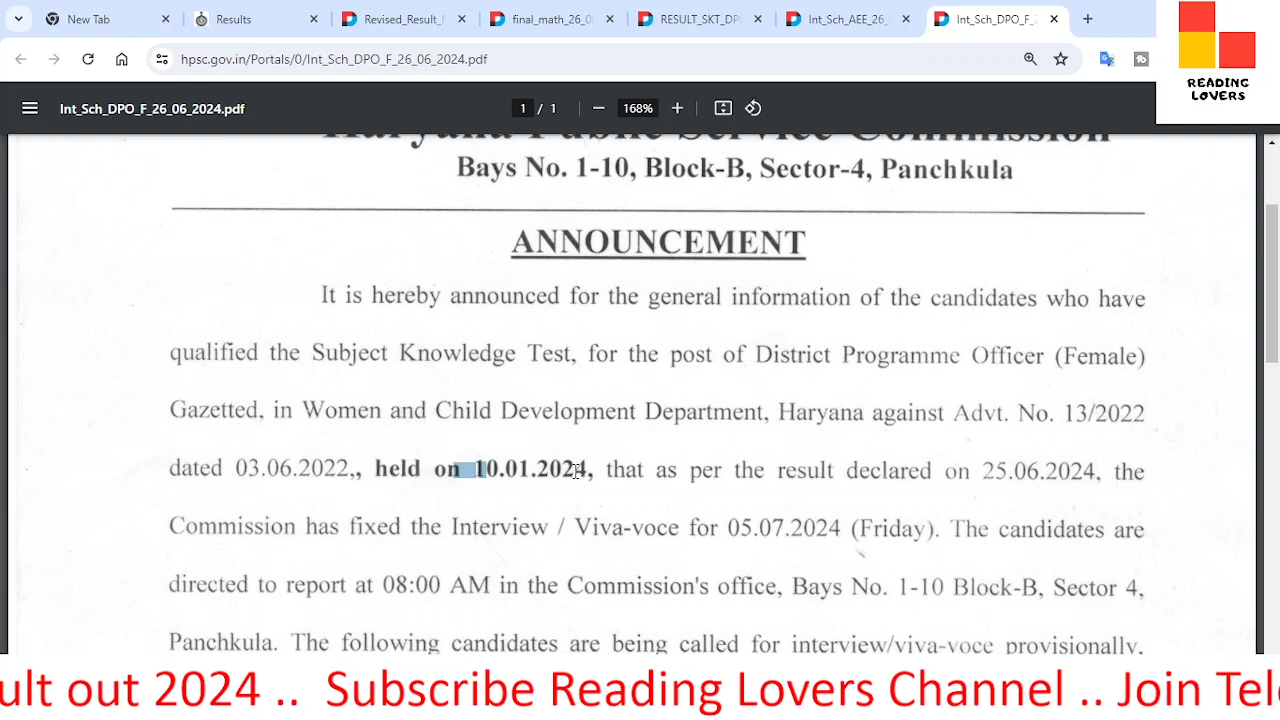 New Tab
Results
Revised_Result_
final_math_26_0
RESULT_SKT_DP
Int_Sch_AEE_26_
Int_Sch_DPO_F_2
hpsc.gov.in/Portals/0/Int_Sch_DPO_F_26_06_2024.pdf
READING
LOVERS
Int_Sch_DPO_F_26_06_2024.pdf
1 / 1
168%
Haryana Public Service Commission
Bays No. 1-10, Block-B, Sector-4, Panchkula
ANNOUNCEMENT
It is hereby announced for the general information of the candidates who have
qualified the Subject Knowledge Test, for the post of District Programme Officer (Female)
Gazetted, in Women and Child Development Department, Haryana against Advt. No. 13/2022
dated 03.06.2022,, held on 10.01.2024, that as per the result declared on 25.06.2024, the
Commission has fixed the Interview / Viva-voce for 05.07.2024 (Friday). The candidates are
directed to report at 08:00 AM in the Commission's office, Bays No. 1-10 Block-B, Sector 4,
Panchkula. The following candidates are being called for interview/viva-voce provisionally.
ult out 2024 .. Subscribe Reading Lovers Channel .. Join Tel